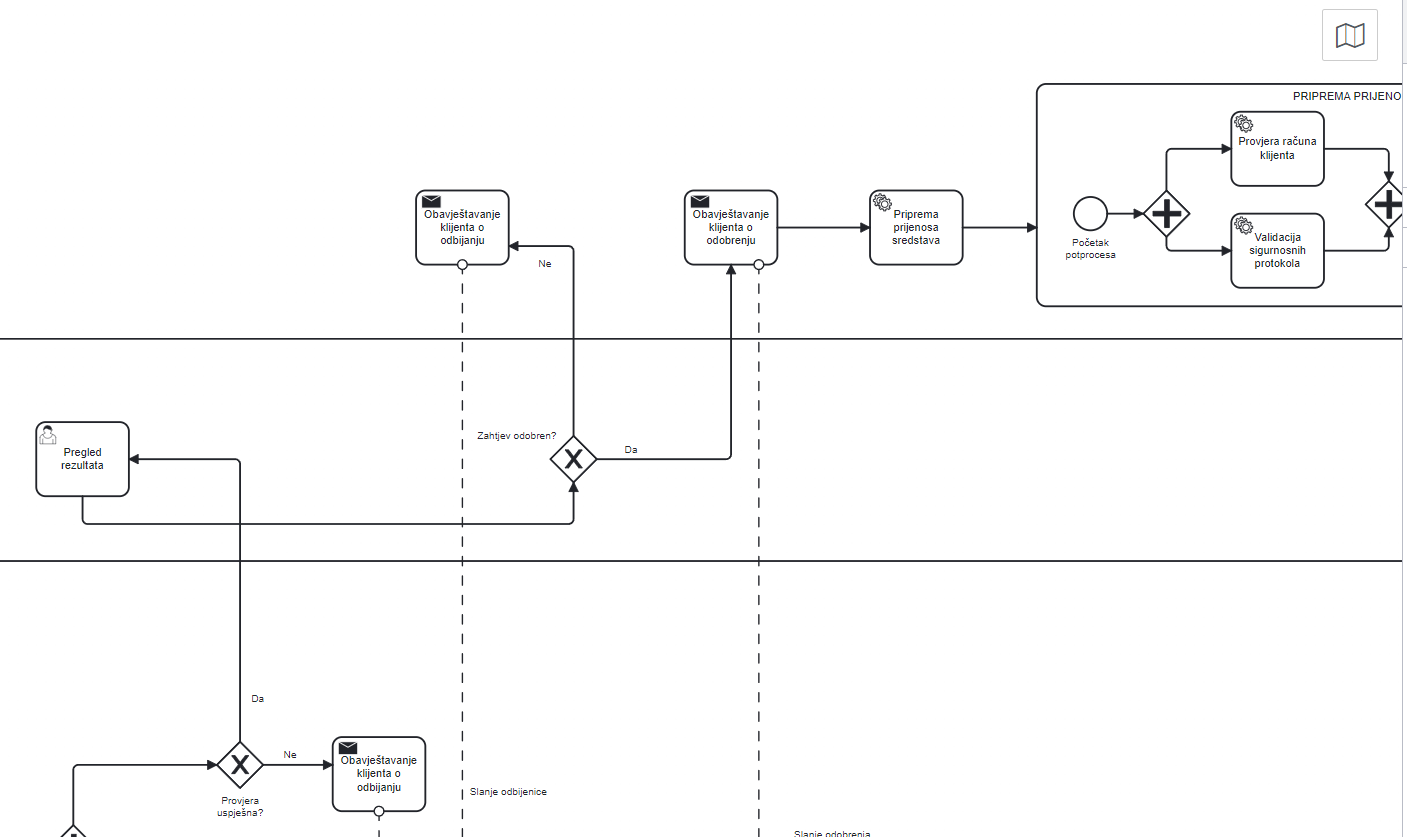 PRIPREMA PRIJENO
Provjera računa
klijenta
Obavještavanje
klijenta o
odbijanju
Obavještavanje
klijenta o
odobrenju
Priprema
prijenosa
sredstava
Početak
potprocesa
Validacija
sigurnosnih
protokola
Ne
Zahtjev odobren?
Da
Pregled
rezultata
Da
Ne
Obavještavanje
klijenta o
odbijanju
Provjera
uspješna?
Slanje odbijenice
Slanje odobrenja